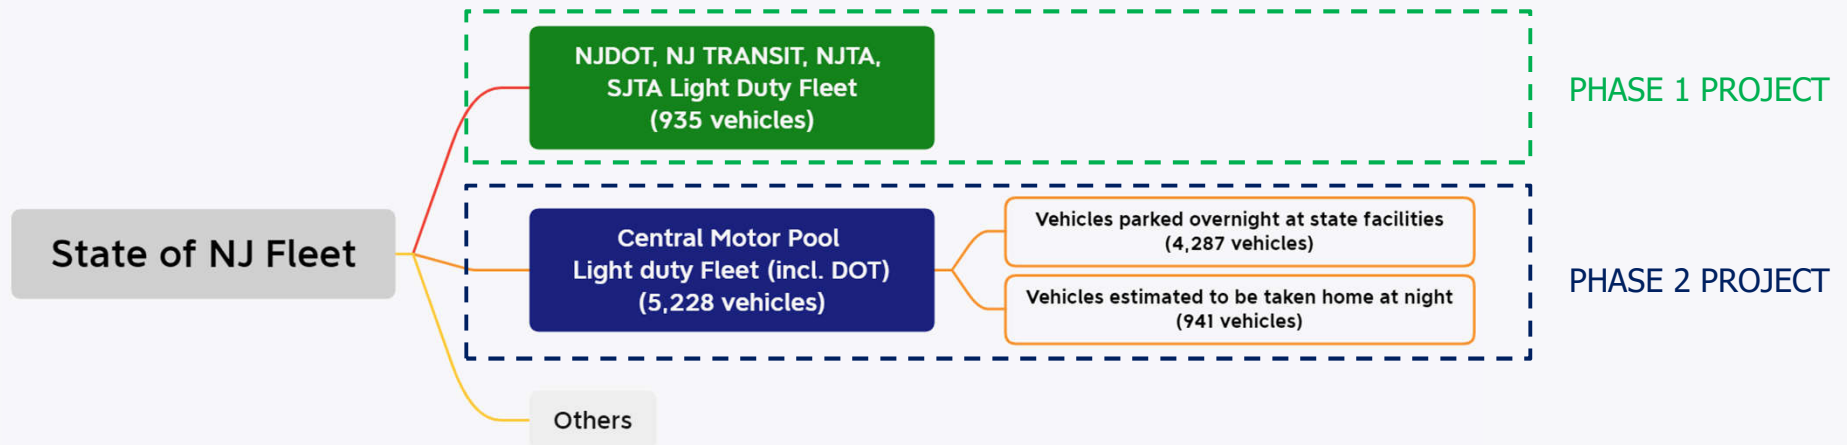 NJDOT, NJ TRANSIT, NJTA,
SJTA Light Duty Fleet
(935 vehicles)
PHASE 1 PROJECT
State of NJ Fleet
Central Motor Pool
Light duty Fleet (incl. DOT)
(5,228 vehicles)
Vehicles parked overnight at state facilities
(4,287 vehicles)
Vehicles estimated to be taken home at night
(941 vehicles)
PHASE 2 PROJECT
Others